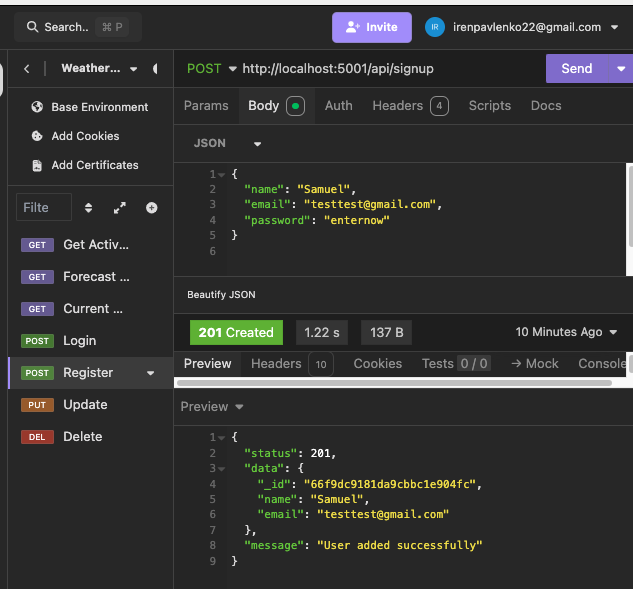 Search.. ⌘ P
Invite
IR irenpavlenko22@gmail.com
Weather...
POST http://localhost:5001/api/signup
Send
Base Environment
Add Cookies
Add Certificates
Filte
GET Get Activ...
GET Forecast ...
GET Current ...
POST Login
POST Register
PUT Update
DEL Delete
Params Body Auth Headers 4 Scripts Docs
JSON
1 {
2 "name": "Samuel",
3 "email": "testtest@gmail.com",
4 "password": "enternow"
5 }
6
Beautify JSON
201 Created 1.22 s 137 B 10 Minutes Ago
Preview Headers 10 Cookies Tests 0 / 0 → Mock Console
Preview
1 {
2 "status": 201,
3 "data": {
4 "_id": "66f9dc9181da9cbbc1e904fc",
5 "name": "Samuel",
6 "email": "testtest@gmail.com"
7 },
8 "message": "User added successfully"
9 }